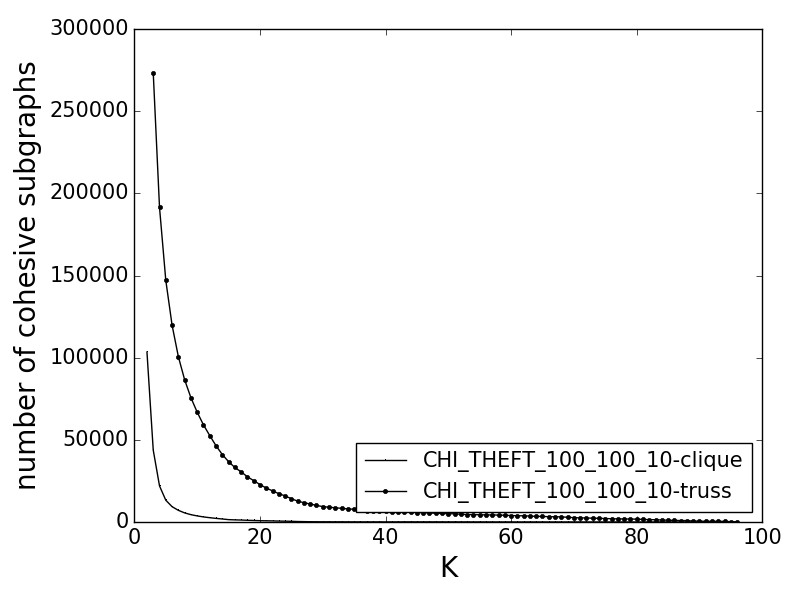 300000
250000
200000
150000
100000
50000
0
number of cohesive subgraphs
CHI_THEFT_100_100_10-clique
CHI_THEFT_100_100_10-truss
0 20 40 60 80 100
K